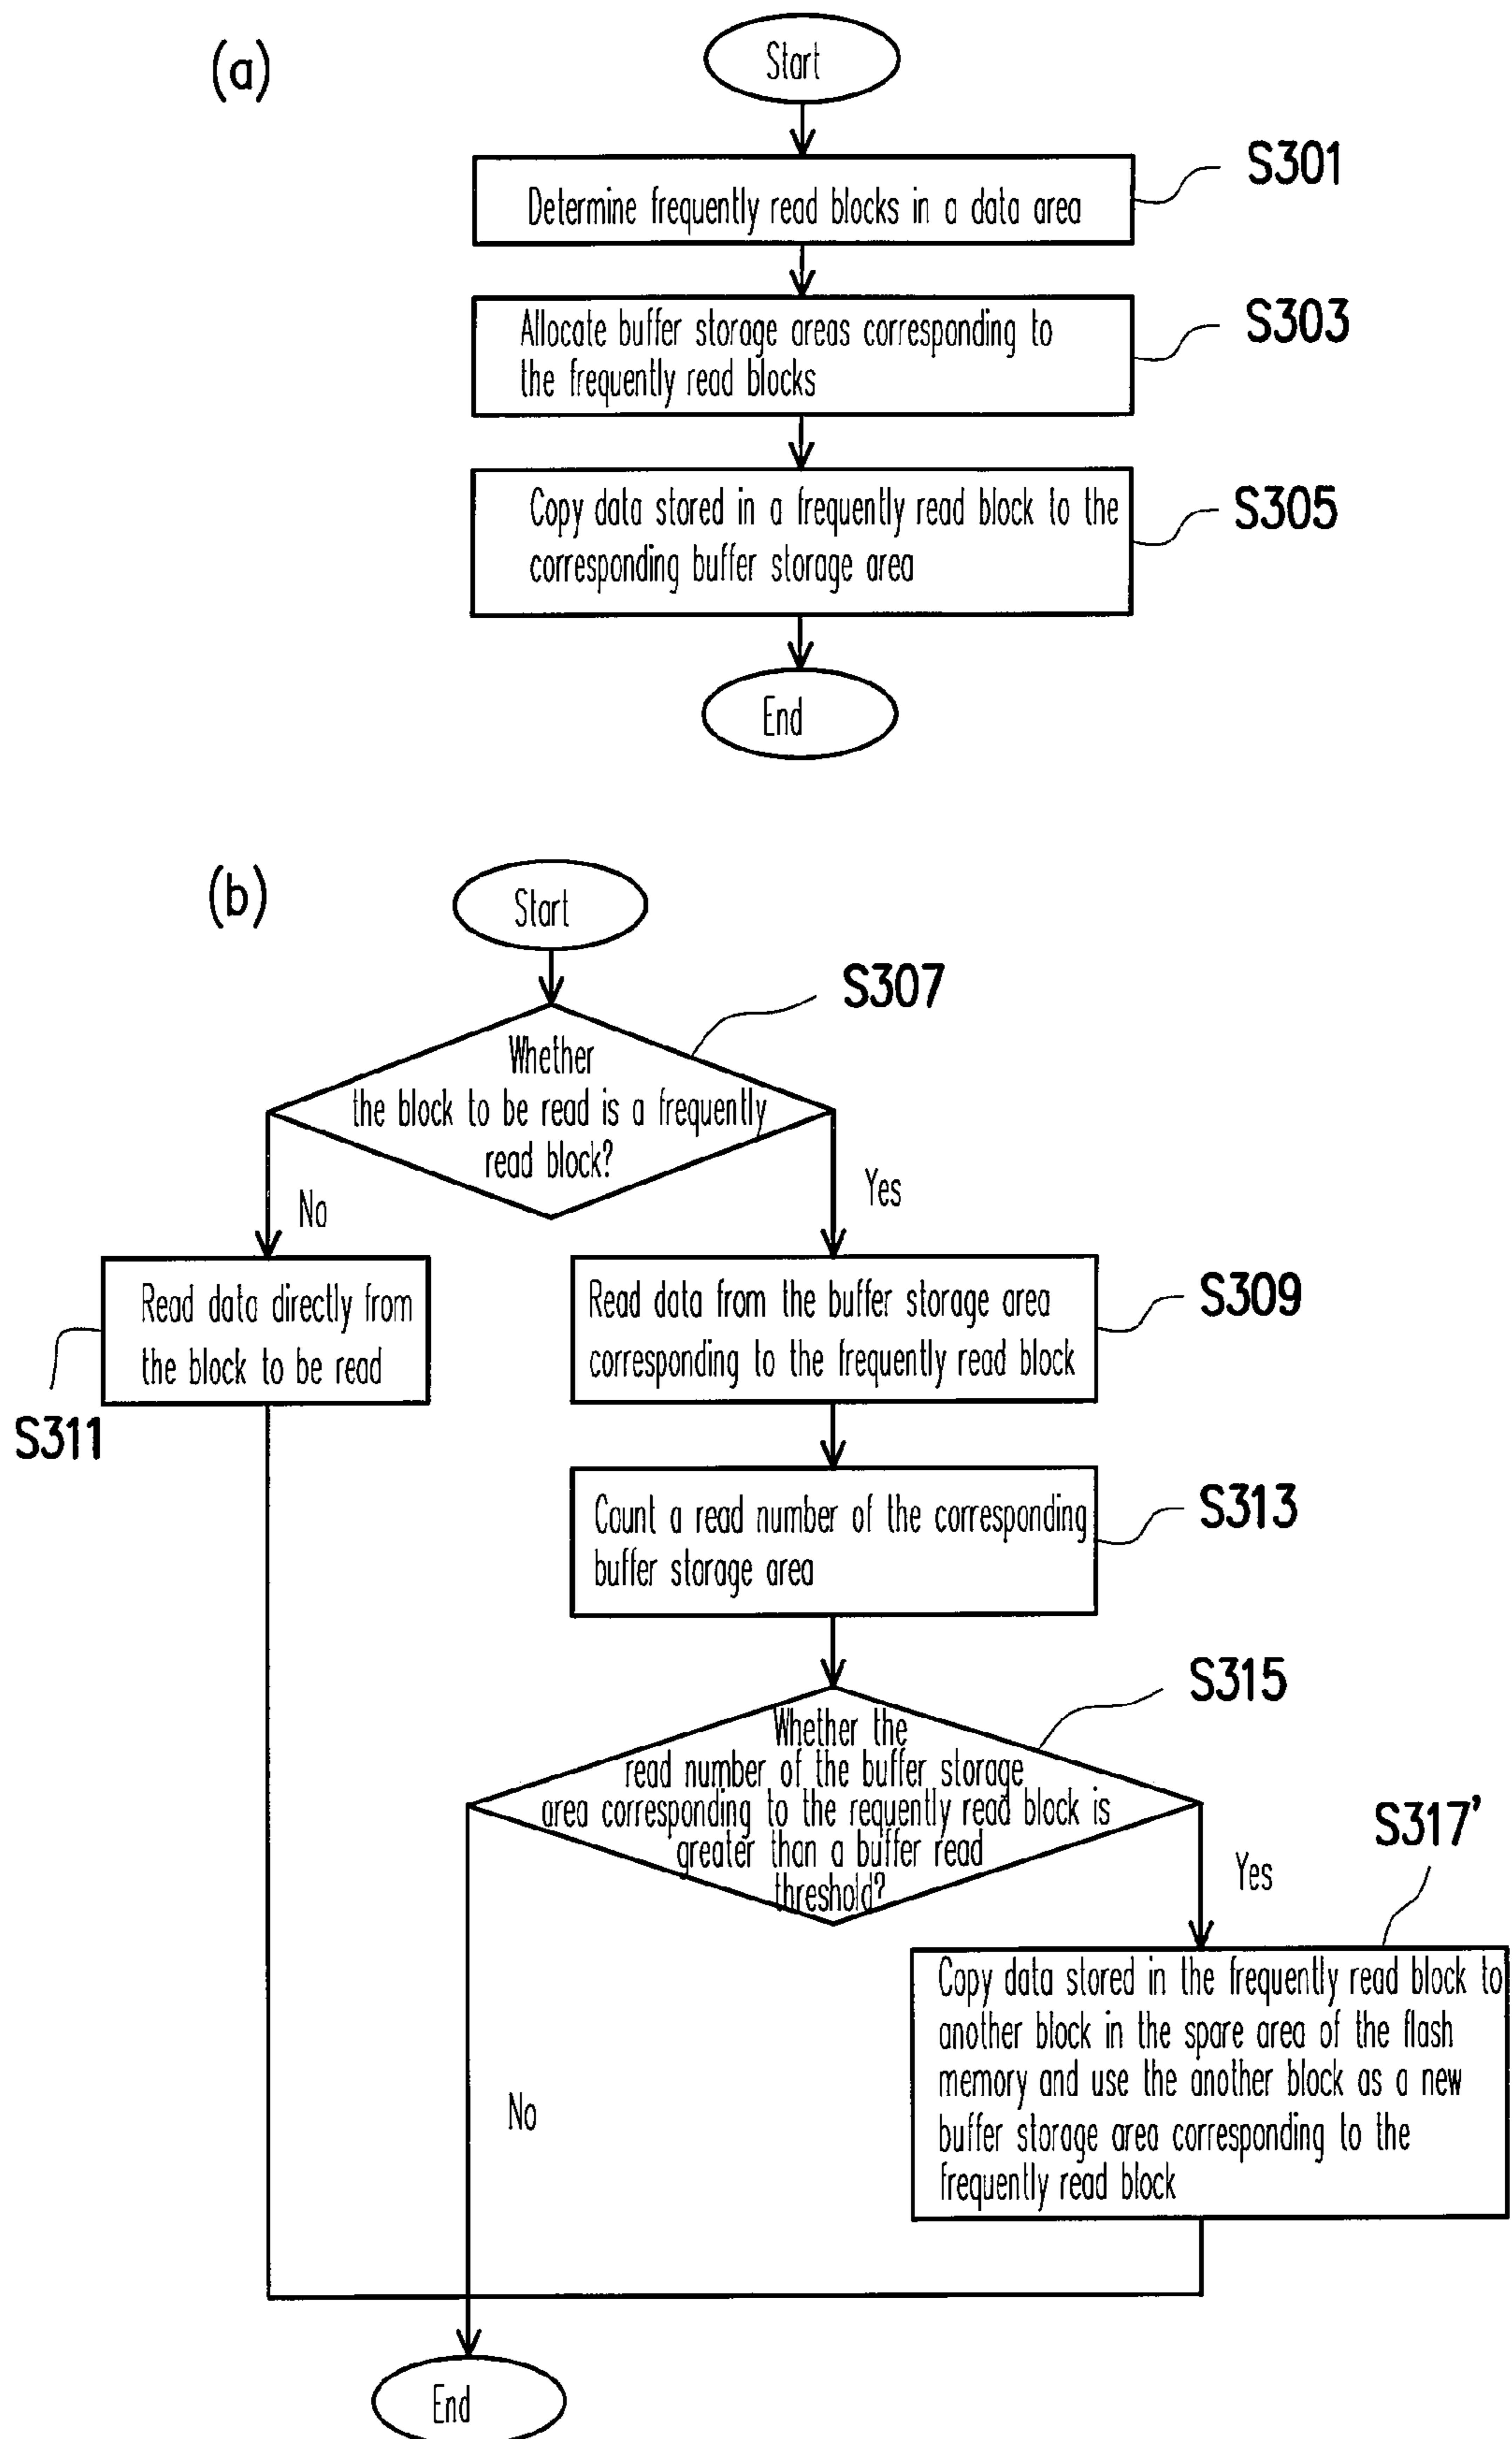 (a)
Start
S301
Determine frequently read blocks in a data area
S303
Allocate buffer storage areas corresponding to
the frequently read blocks
S305
Copy data stored in a frequently read block to the
corresponding buffer storage area
End
(b)
Start
S307
Whether
the block to be read is a frequently
read block?
No
Yes
Read data directly from
the block to be read
S311
Read data from the buffer storage area
corresponding to the frequently read block
S309
Count a read number of the corresponding
buffer storage area
S313
S315
Whether the
read number of the buffer storage
area corresponding to the requently read block is
greater than a buffer read
threshold?
Yes
S317'
Copy data stored in the frequently read block to
another block in the spare area of the flash
memory and use the another block as a new
buffer storage area corresponding to the
frequently read block
No
End